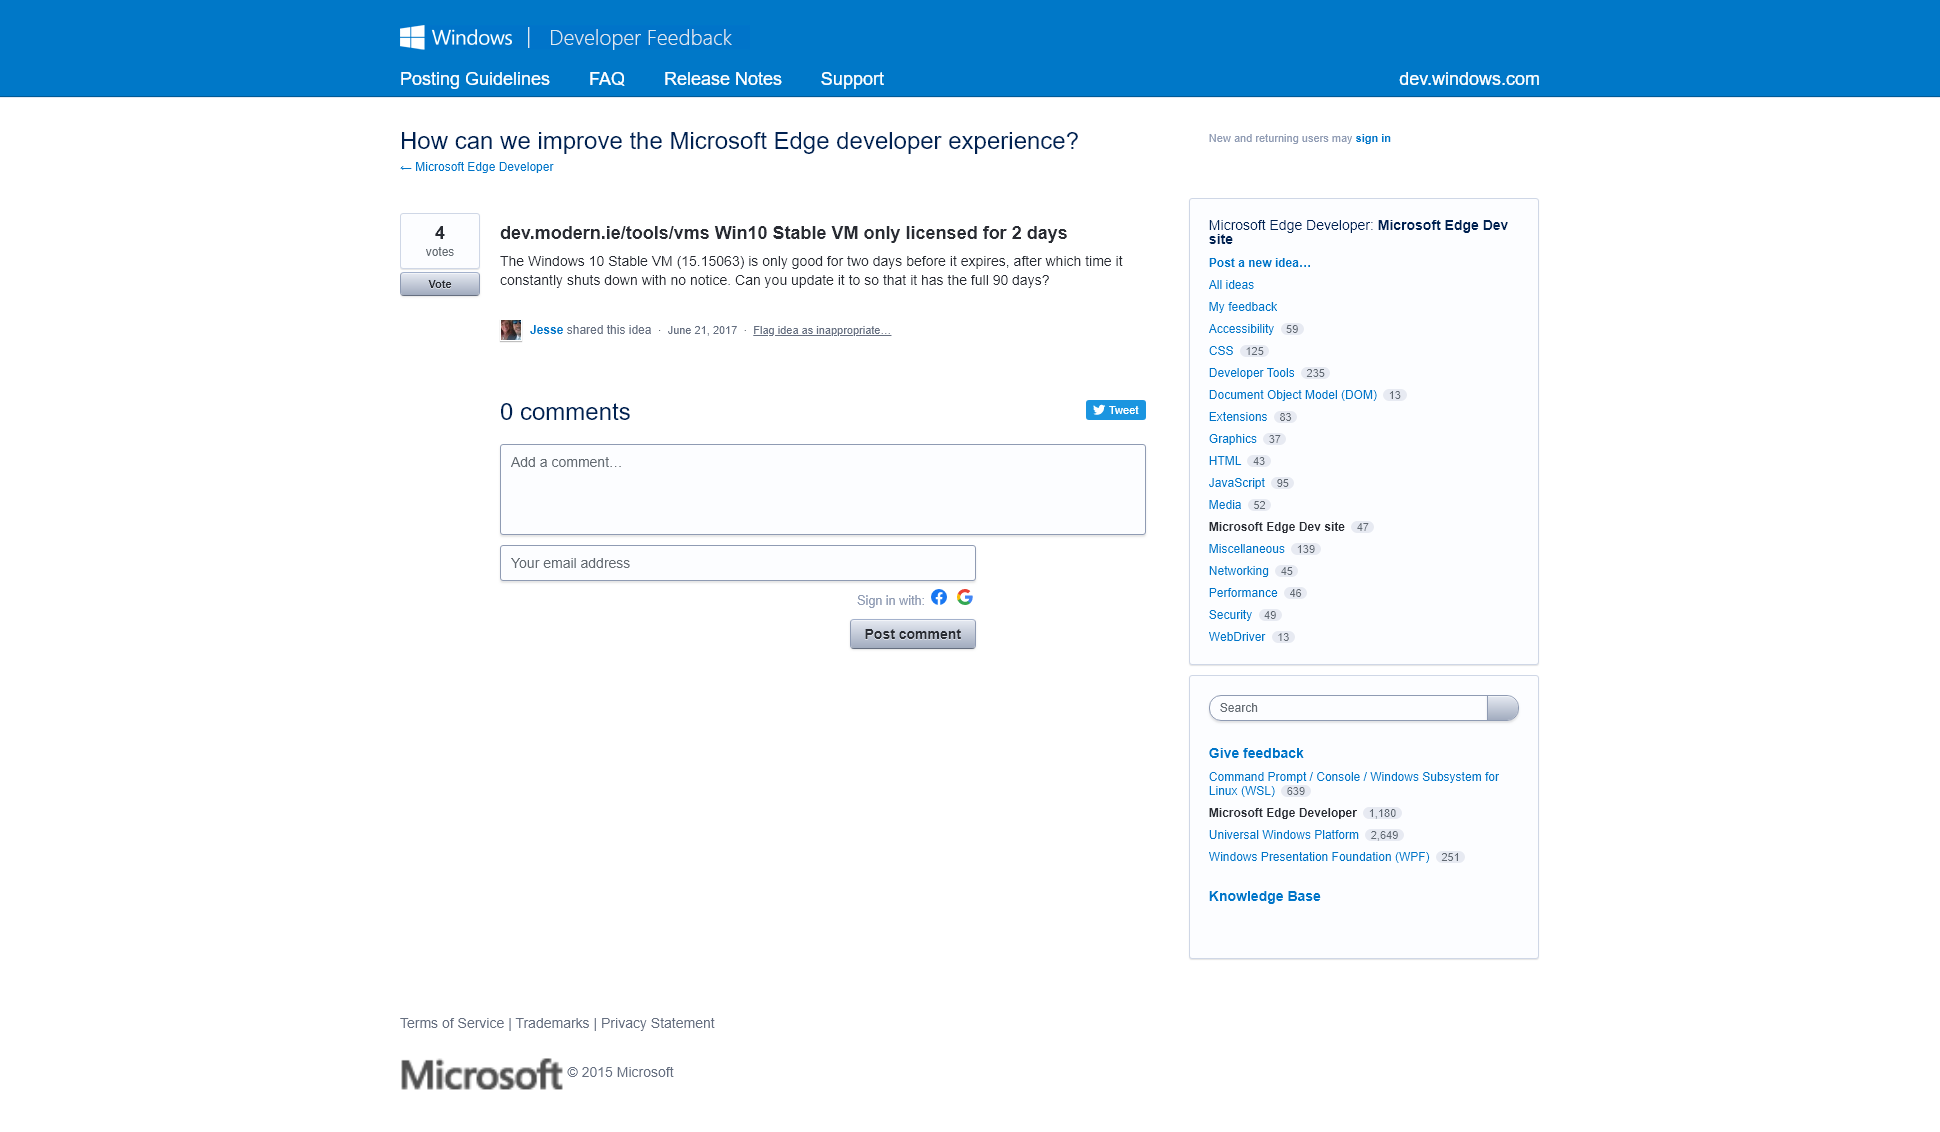 Windows | Developer Feedback
Posting Guidelines FAQ Release Notes Support dev.windows.com
How can we improve the Microsoft Edge developer experience?
← Microsoft Edge Developer
New and returning users may sign in
4
votes
Vote
dev.modern.ie/tools/vms Win10 Stable VM only licensed for 2 days
The Windows 10 Stable VM (15.15063) is only good for two days before it expires, after which time it
constantly shuts down with no notice. Can you update it to so that it has the full 90 days?
Jesse shared this idea · June 21, 2017 · Flag idea as inappropriate…
0 comments
Tweet
Add a comment…
Your email address
Sign in with:
Post comment
Microsoft Edge Developer: Microsoft Edge Dev
site
Post a new idea…
All ideas
My feedback
Accessibility 59
CSS 125
Developer Tools 235
Document Object Model (DOM) 13
Extensions 83
Graphics 37
HTML 43
JavaScript 95
Media 52
Microsoft Edge Dev site 47
Miscellaneous 139
Networking 45
Performance 46
Security 49
WebDriver 13
Search
Give feedback
Command Prompt / Console / Windows Subsystem for
Linux (WSL) 639
Microsoft Edge Developer 1,180
Universal Windows Platform 2,649
Windows Presentation Foundation (WPF) 251
Knowledge Base
Terms of Service | Trademarks | Privacy Statement
Microsoft © 2015 Microsoft